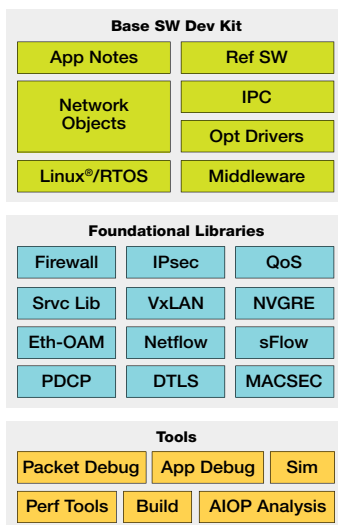 Base SW Dev Kit
App Notes
Ref SW
Network
Objects
IPC
Opt Drivers
Linux®/RTOS
Middleware
Foundational Libraries
Firewall
IPsec
QoS
Srvc Lib
VxLAN
NVGRE
Eth-OAM
Netflow
sFlow
PDCP
DTLS
MACSEC
Tools
Packet Debug
App Debug
Sim
Perf Tools
Build
AIOP Analysis